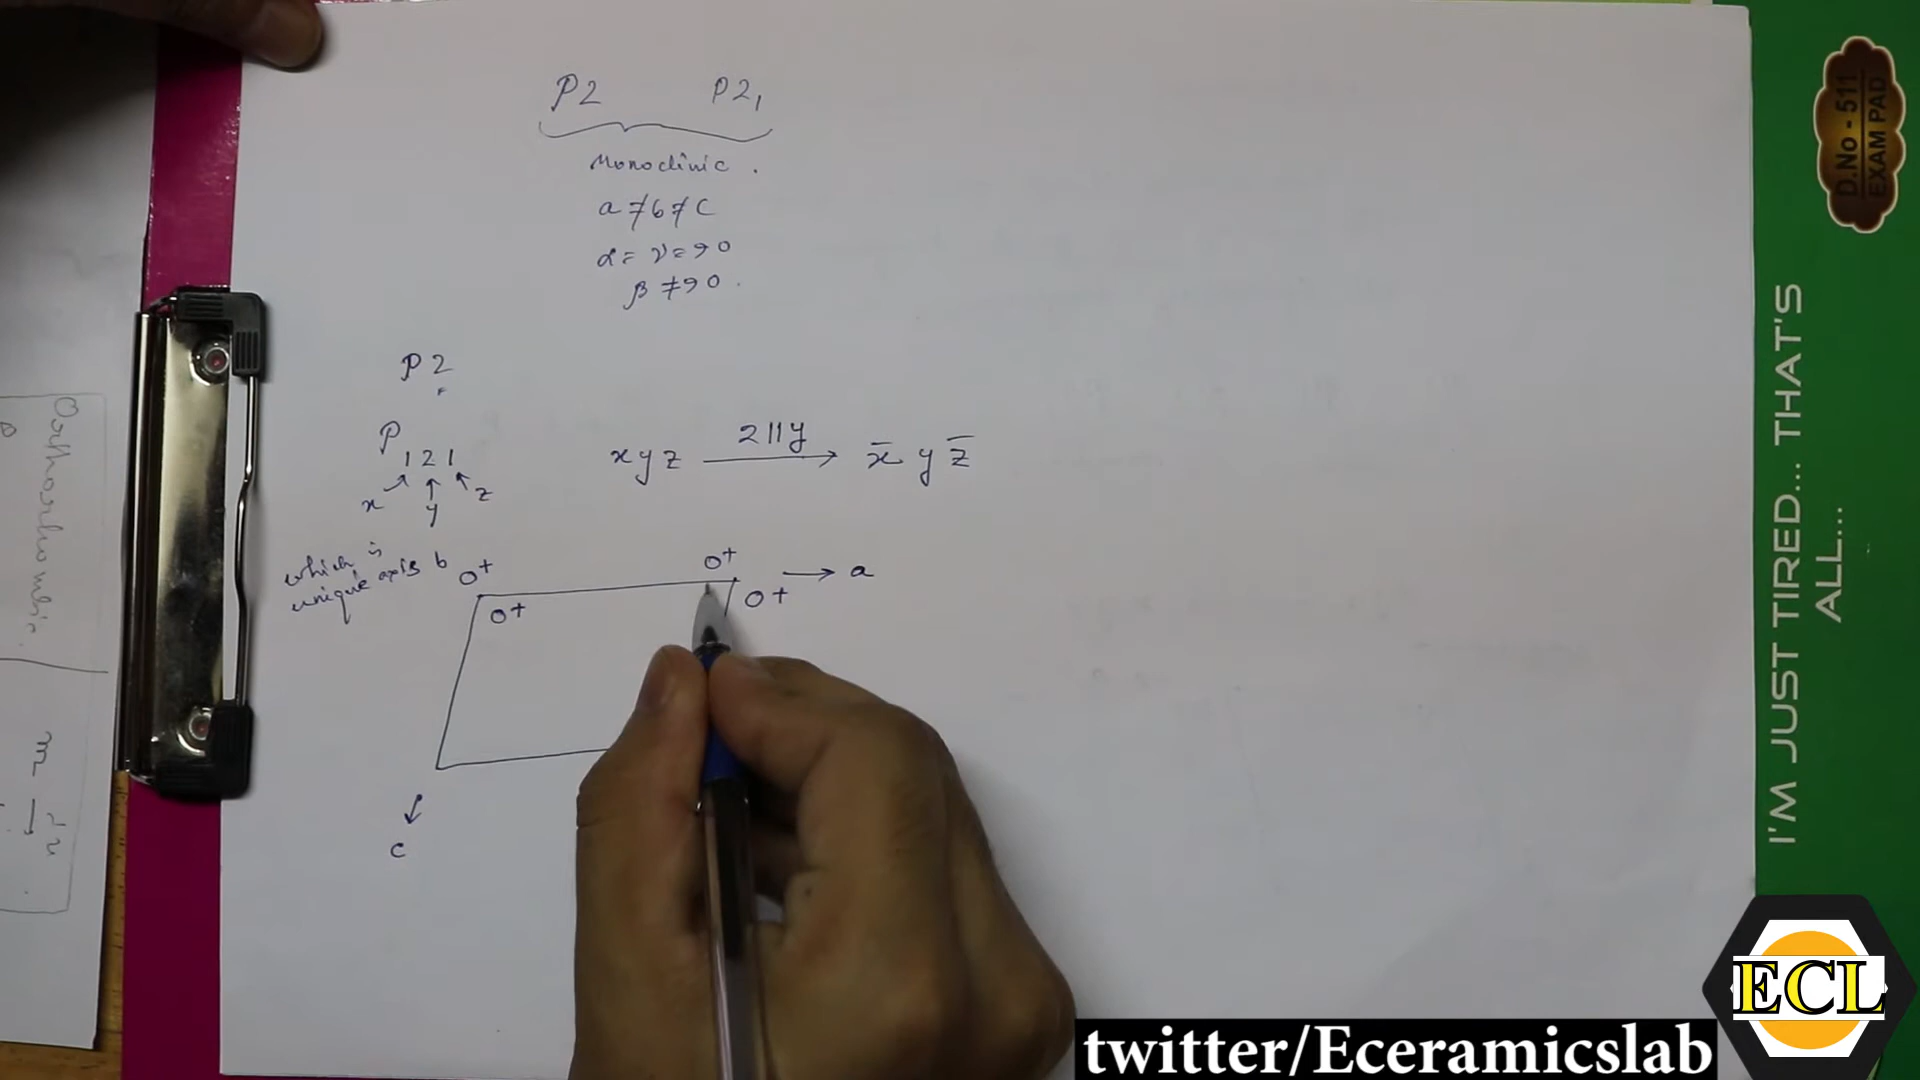 P2 P2₁
Monoclinic .
a ≠ b ≠ c
α = γ = 90
β ≠ 90 .
P2
P
1 2 1
x y z
x y z 2 || y x̄ y z̄
which is
unique axis b
O+ O+
O+ O+ → a
c
Oorthorhombic
m →
D.No - 511
EXAM PAD
I'M JUST TIRED... THAT'S
ALL...
ECL
twitter/Eceramicslab